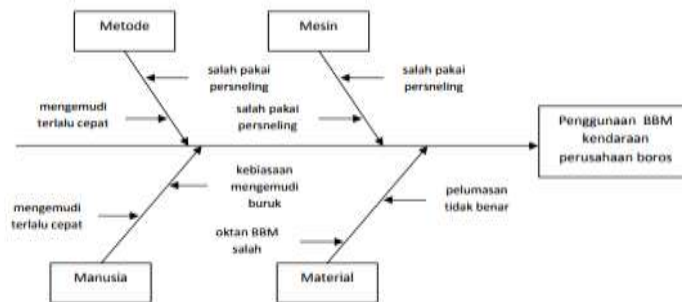 Metode
Mesin
salah pakai
persneling
salah pakai
persneling
mengemudi
terlalu cepat
salah pakai
persneling
Penggunaan BBM
kendaraan
perusahaan boros
kebiasaan
mengemudi
buruk
mengemudi
terlalu cepat
pelumasan
tidak benar
oktan BBM
salah
Manusia
Material